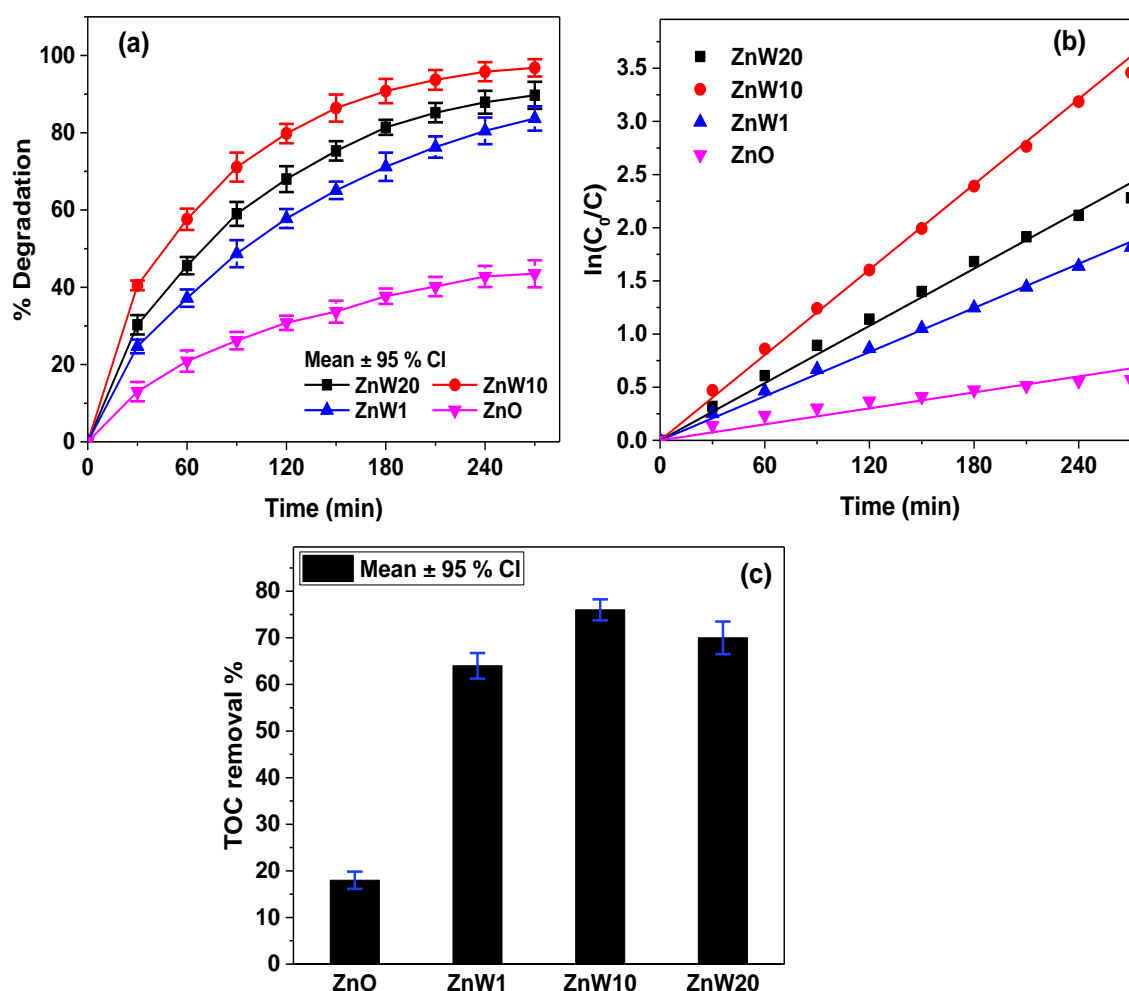 (a)
100
80
60
40
20
0
% Degradation
Mean ± 95 % CI
ZnW20 ZnW10
ZnW1 ZnO
0 60 120 180 240
Time (min)
(b)
ZnW20
ZnW10
ZnW1
ZnO
3.5
3.0
2.5
2.0
1.5
1.0
0.5
0.0
ln(C₀/C)
0 60 120 180 240
Time (min)
Mean ± 95 % CI
(c)
80
70
60
50
40
30
20
10
0
TOC removal %
ZnO ZnW1 ZnW10 ZnW20